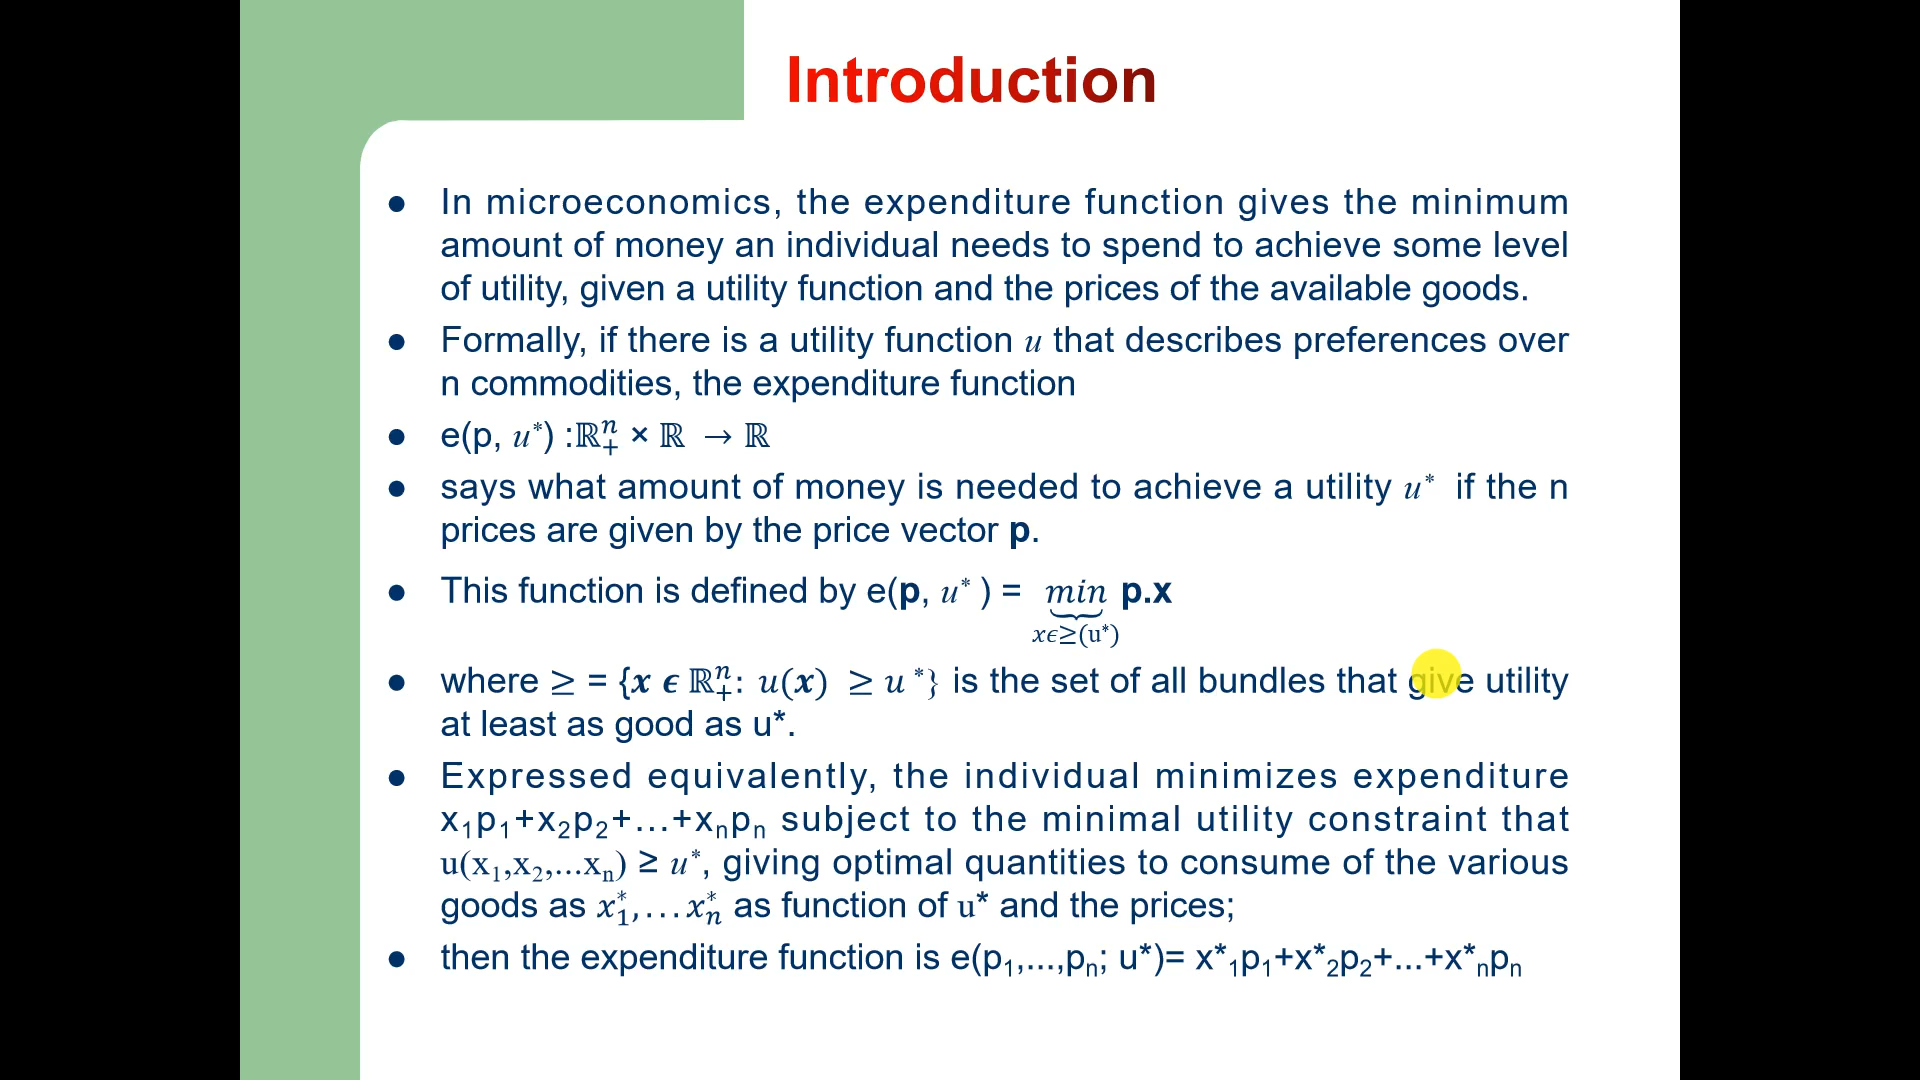 Introduction
● In microeconomics, the expenditure function gives the minimum
amount of money an individual needs to spend to achieve some level
of utility, given a utility function and the prices of the available goods.
● Formally, if there is a utility function u that describes preferences over
n commodities, the expenditure function
● e(p, u*) :ℝⁿ₊ × ℝ → ℝ
● says what amount of money is needed to achieve a utility u* if the n
prices are given by the price vector p.
● This function is defined by e(p, u* ) = min p.x
xϵ≥(u*)
● where ≥ = {x ϵ ℝⁿ₊: u(x) ≥ u *} is the set of all bundles that give utility
at least as good as u*.
● Expressed equivalently, the individual minimizes expenditure
x₁p₁+x₂p₂+...+xₙpₙ subject to the minimal utility constraint that
u(x₁,x₂,...xₙ) ≥ u*, giving optimal quantities to consume of the various
goods as x₁*,...xₙ* as function of u* and the prices;
● then the expenditure function is e(p₁,...,pₙ; u*)= x*₁p₁+x*₂p₂+...+x*ₙpₙ